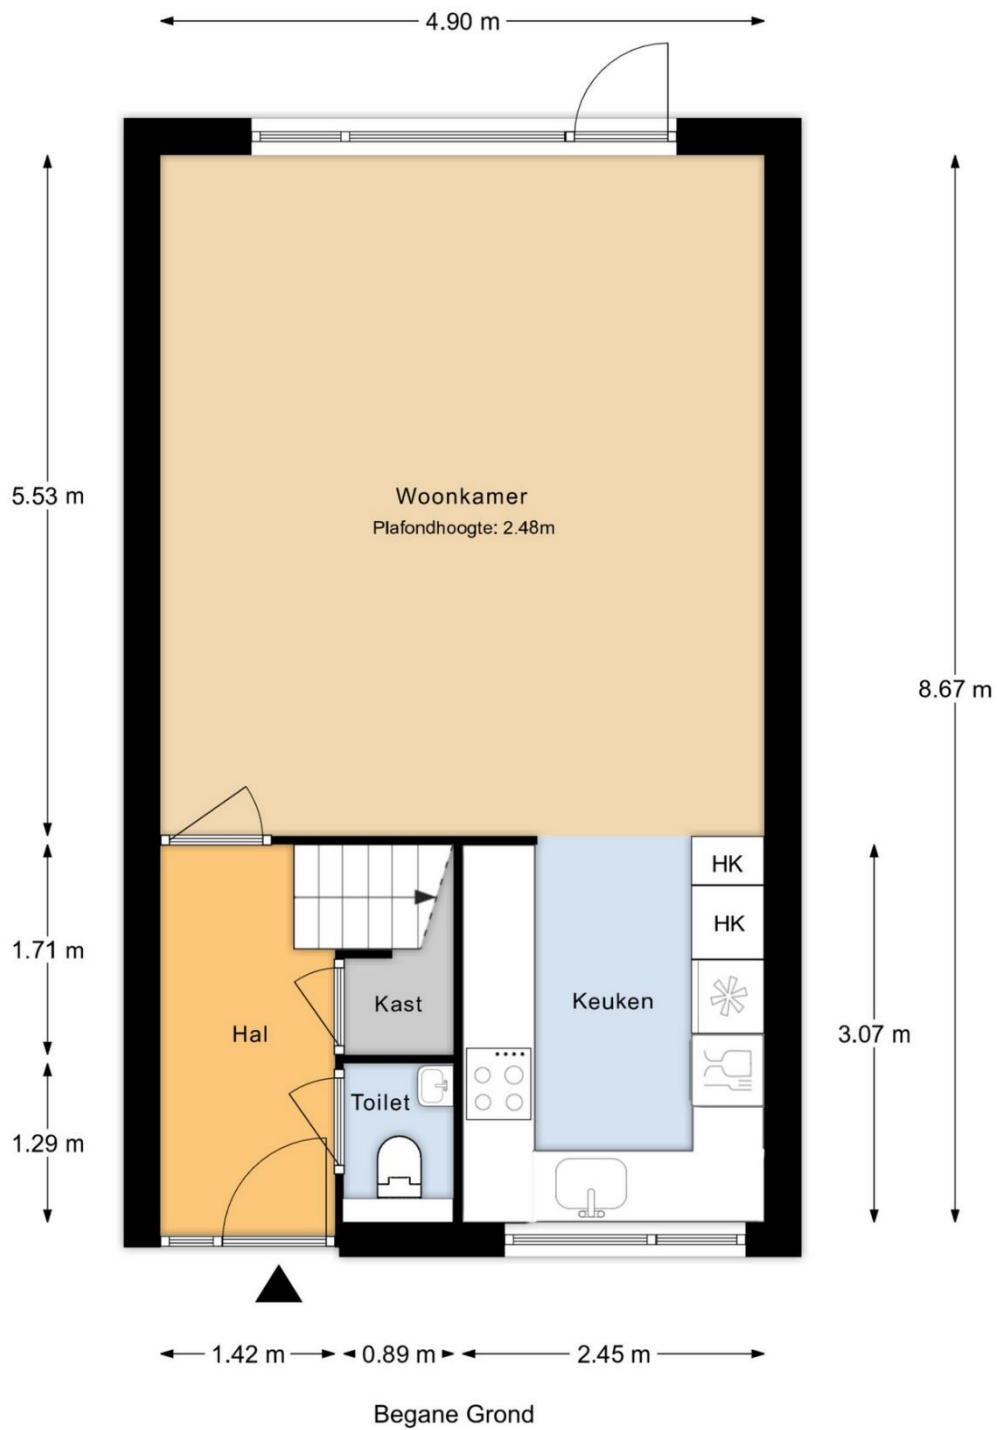 4.90 m
5.53 m
Woonkamer
Plafondhoogte: 2.48m
8.67 m
HK
HK
1.71 m
Kast
Keuken
Hal
3.07 m
Toilet
1.29 m
1.42 m
0.89 m
2.45 m
Begane Grond